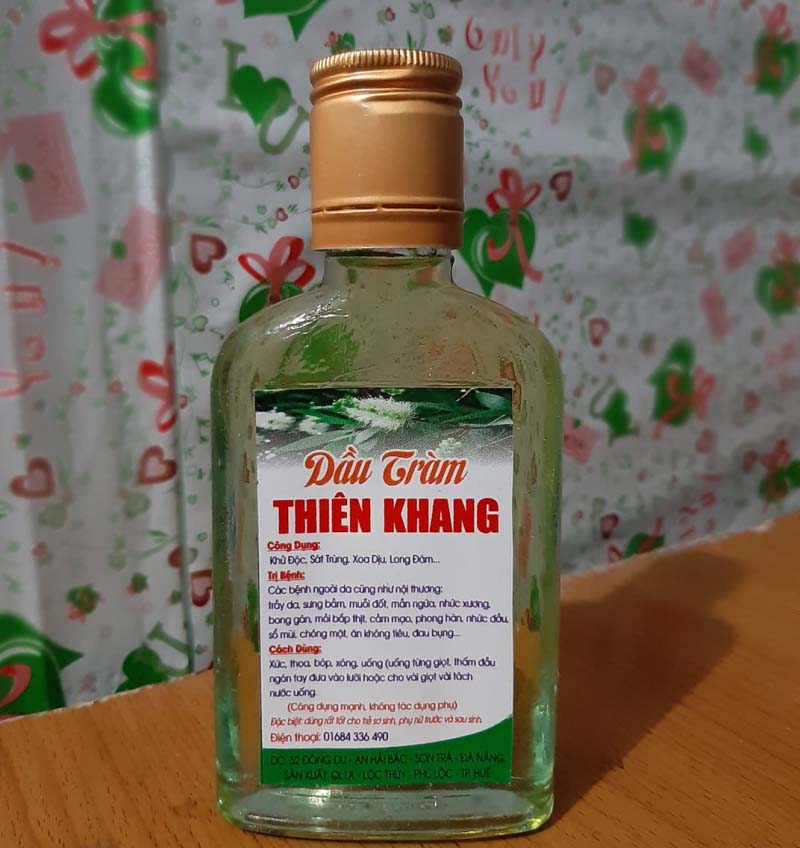 Only
You!
I
U
You!
Dầu Tràm
THIÊN KHANG
Công Dụng:
Khử Độc, Sát Trùng, Xoa Dịu, Long Đàm...
Trị Bệnh:
Các bệnh ngoài da cũng như nội thương:
trầy da, sưng bầm, muỗi đốt, mẩn ngứa, nhức xương,
bong gân, mỏi bắp thịt, cảm mạo, phong hàn, nhức đầu,
sổ mũi, chóng mặt, ăn không tiêu, đau bụng...
Cách Dùng:
Xức, thoa, bóp, xông, uống (uống từng giọt, thấm đầu
ngón tay đưa vào lưỡi hoặc cho vài giọt vài tách
nước uống.
(Công dụng mạnh, không tác dụng phụ)
Đặc biệt: dùng rất tốt cho trẻ sơ sinh, phụ nữ trước và sau sinh.
Điện thoại: 01684 336 490
ĐC: 52 ĐÔNG DU - AN HẢI BẮC - SƠN TRÀ - ĐÀ NẴNG
SẢN XUẤT QL1A - LỘC THỦY - PHÚ LỘC - TP. HUẾ